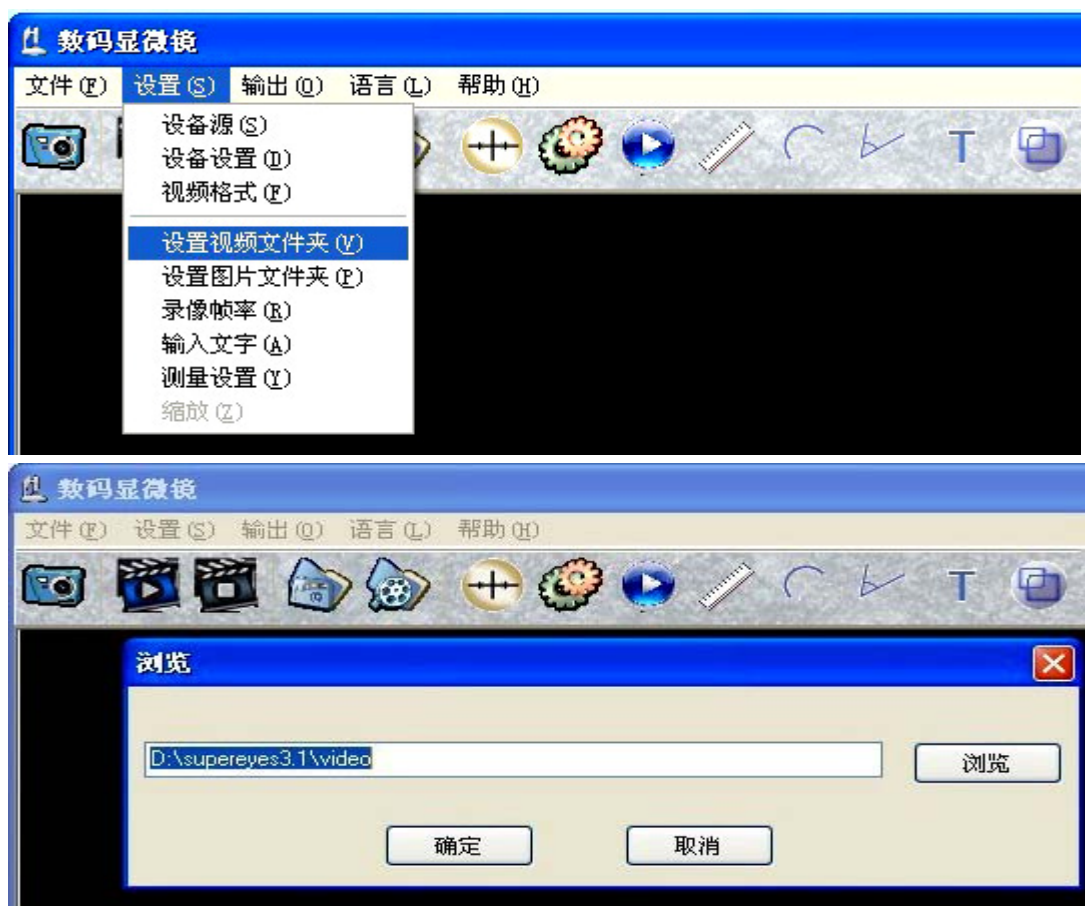 数码显微镜
文件(F) 设置(S) 输出(O) 语言(L) 帮助(H)
设备源(S)
设备设置(D)
视频格式(F)
设置视频文件夹(V)
设置图片文件夹(P)
录像帧率(R)
输入文字(A)
测量设置(Y)
缩放(Z)
T
数码显微镜
文件(F) 设置(S) 输出(O) 语言(L) 帮助(H)
T
浏览
D:\supereyes3.1\video
浏览
确定 取消